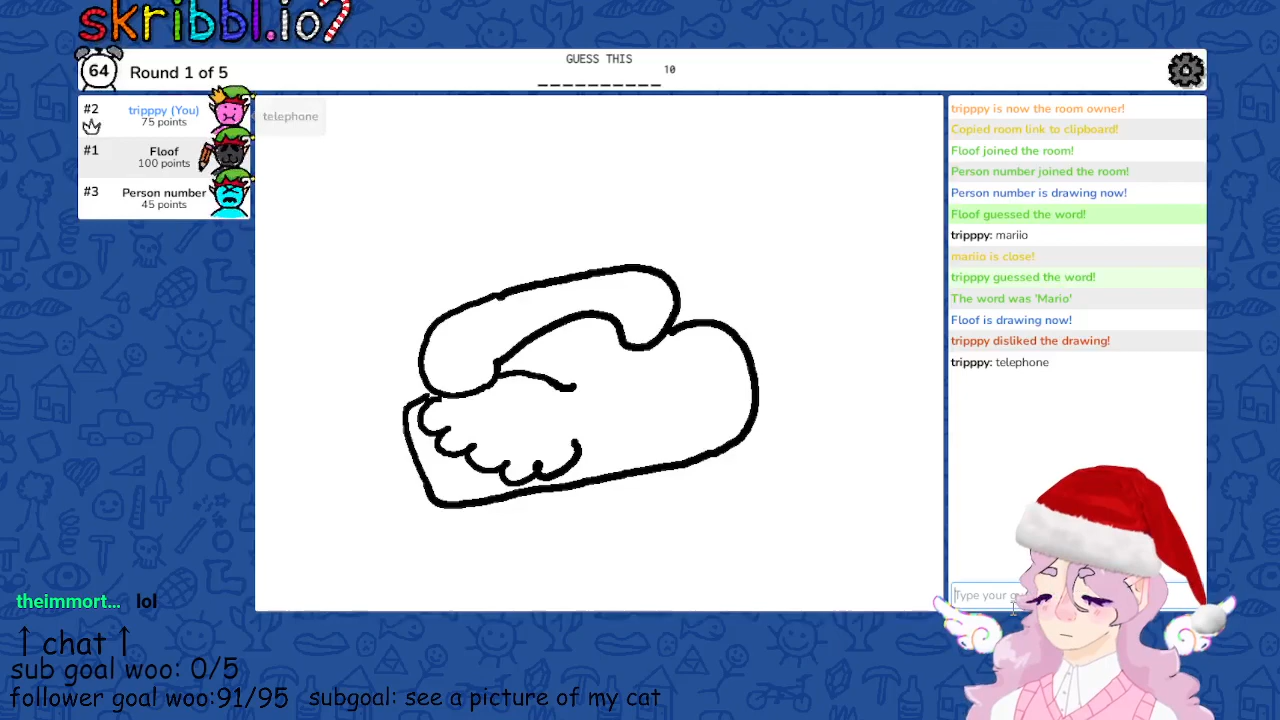 skribbl.io
64
Round 1 of 5
GUESS THIS
__________ 10
#2
tripppy (You)
75 points
#1
Floof
100 points
#3
Person number
45 points
telephone
tripppy is now the room owner!
Copied room link to clipboard!
Floof joined the room!
Person number joined the room!
Person number is drawing now!
Floof guessed the word!
tripppy: mariio
mariio is close!
tripppy guessed the word!
The word was 'Mario'
Floof is drawing now!
tripppy disliked the drawing!
tripppy: telephone
Type your
theimmort... lol
↑ chat ↑
sub goal woo: 0/5
follower goal woo:91/95 subgoal: see a picture of my cat